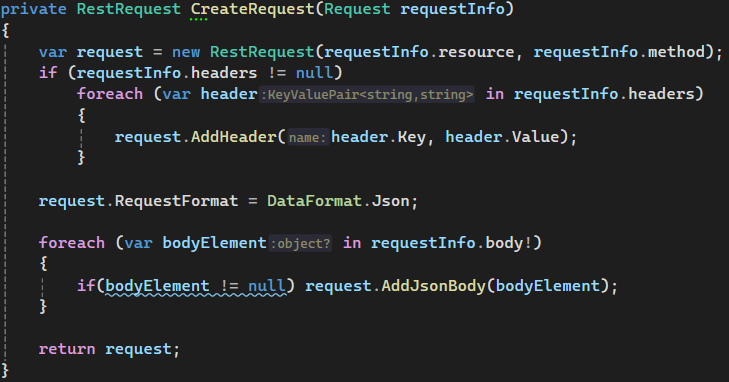 private RestRequest CreateRequest(Request requestInfo)
{
    var request = new RestRequest(requestInfo.resource, requestInfo.method);
    if (requestInfo.headers != null)
        foreach (var header :KeyValuePair<string,string> in requestInfo.headers)
        {
            request.AddHeader( name: header.Key, header.Value);
        }

    request.RequestFormat = DataFormat.Json;

    foreach (var bodyElement :object? in requestInfo.body!)
    {
        if(bodyElement != null) request.AddJsonBody(bodyElement);
    }

    return request;
}